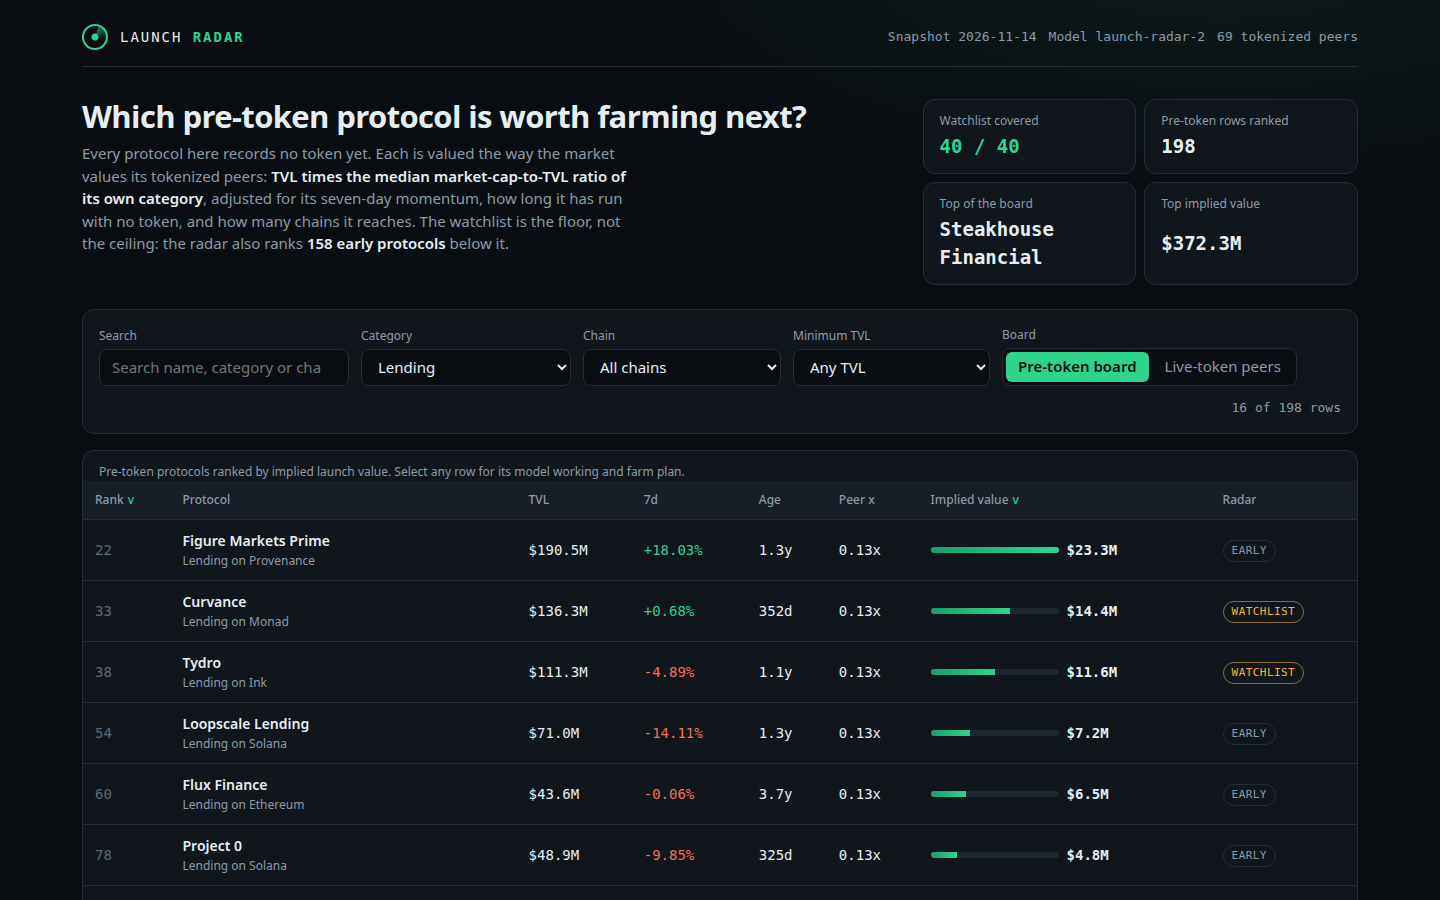 LAUNCH RADAR
Snapshot 2026-11-14 Model launch-radar-2 69 tokenized peers
Which pre-token protocol is worth farming next?
Every protocol here records no token yet. Each is valued the way the market
values its tokenized peers: TVL times the median market-cap-to-TVL ratio of
its own category, adjusted for its seven-day momentum, how long it has run
with no token, and how many chains it reaches. The watchlist is the floor, not
the ceiling: the radar also ranks 158 early protocols below it.
Watchlist covered
40 / 40
Pre-token rows ranked
198
Top of the board
Steakhouse
Financial
Top implied value
$372.3M
Search
Search name, category or cha
Category
Lending
Chain
All chains
Minimum TVL
Any TVL
Board
Pre-token board Live-token peers
16 of 198 rows
Pre-token protocols ranked by implied launch value. Select any row for its model working and farm plan.
Rank v Protocol TVL 7d Age Peer x Implied value v Radar
22 Figure Markets Prime $190.5M +18.03% 1.3y 0.13x $23.3M EARLY
Lending on Provenance
33 Curvance $136.3M +0.68% 352d 0.13x $14.4M WATCHLIST
Lending on Monad
38 Tydro $111.3M -4.89% 1.1y 0.13x $11.6M WATCHLIST
Lending on Ink
54 Loopscale Lending $71.0M -14.11% 1.3y 0.13x $7.2M EARLY
Lending on Solana
60 Flux Finance $43.6M -0.06% 3.7y 0.13x $6.5M EARLY
Lending on Ethereum
78 Project 0 $48.9M -9.85% 325d 0.13x $4.8M EARLY
Lending on Solana